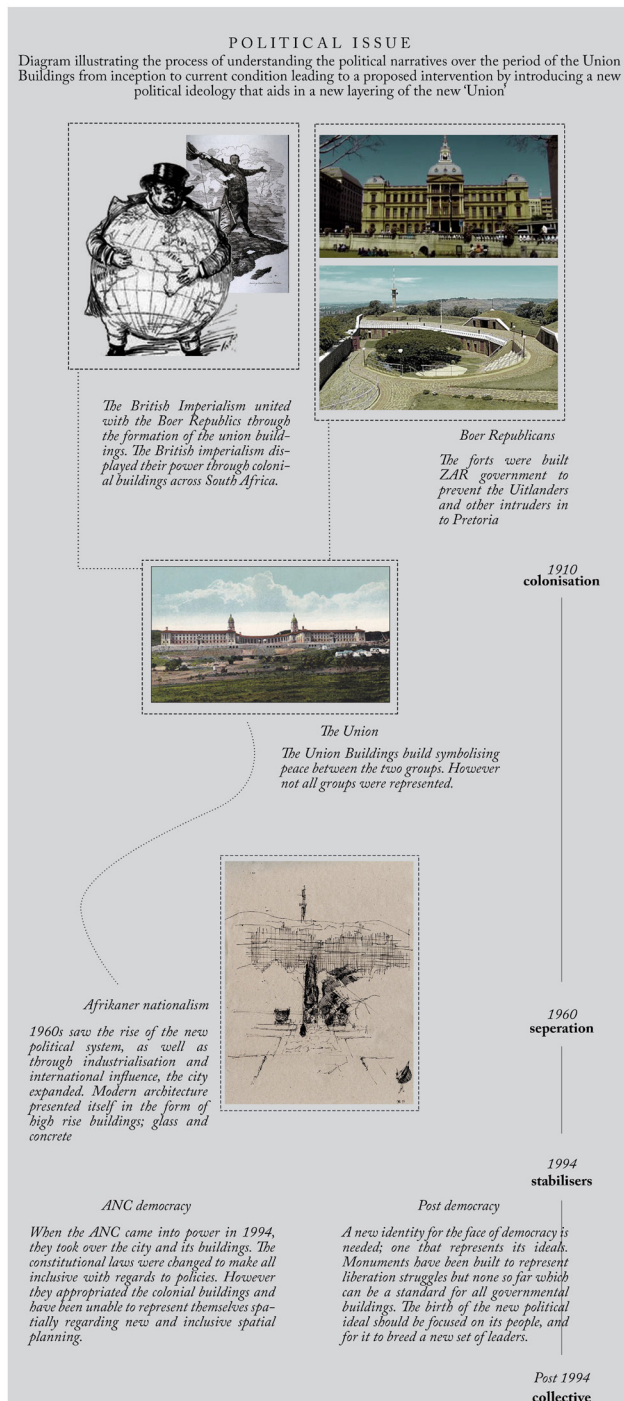 POLITICAL ISSUE
Diagram illustrating the process of understanding the political narratives over the period of the Union
Buildings from inception to current condition leading to a proposed intervention by introducing a new
political ideology that aids in a new layering of the new ‘Union’
The British Imperialism united
with the Boer Republics through
the formation of the union build-
ings. The British imperialism dis-
played their power through coloni-
al buildings across South Africa.
Boer Republicans
The forts were built
ZAR government to
prevent the Uitlanders
and other intruders in
to Pretoria
1910
colonisation
The Union
The Union Buildings build symbolising
peace between the two groups. However
not all groups were represented.
Afrikaner nationalism
1960s saw the rise of the new
political system, as well as
through industrialisation and
international influence, the city
expanded. Modern architecture
presented itself in the form of
high rise buildings; glass and
concrete
1960
seperation
1994
stabilisers
ANC democracy
When the ANC came into power in 1994,
they took over the city and its buildings. The
constitutional laws were changed to make all
inclusive with regards to policies. However
they appropriated the colonial buildings and
have been unable to represent themselves spa-
tially regarding new and inclusive spatial
planning.
Post democracy
A new identity for the face of democracy is
needed; one that represents its ideals.
Monuments have been built to represent
liberation struggles but none so far which
can be a standard for all governmental
buildings. The birth of the new political
ideal should be focused on its people, and
for it to breed a new set of leaders.
Post 1994
collective